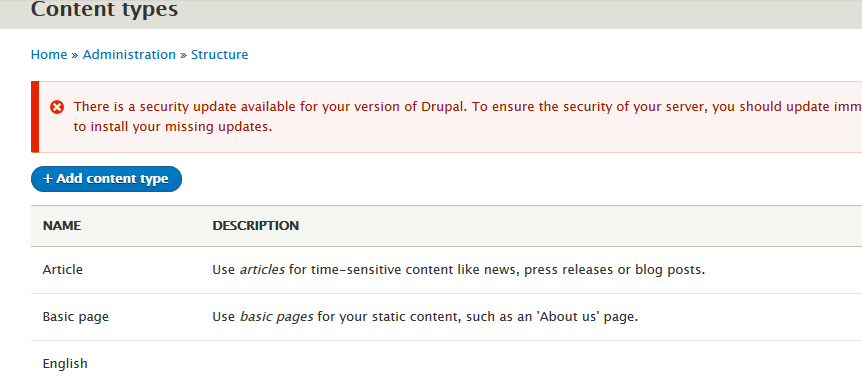 Content types
Home » Administration » Structure
There is a security update available for your version of Drupal. To ensure the security of your server, you should update imm
to install your missing updates.
+ Add content type
NAME DESCRIPTION
Article Use articles for time-sensitive content like news, press releases or blog posts.
Basic page Use basic pages for your static content, such as an 'About us' page.
English